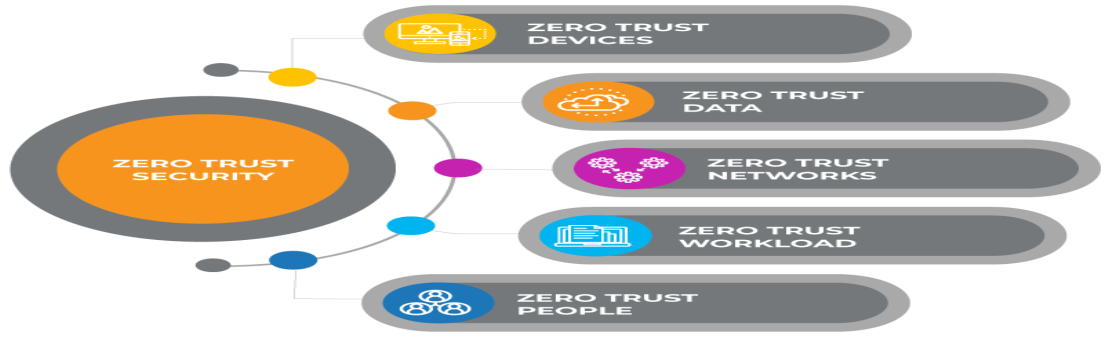 ZERO TRUST
SECURITY
ZERO TRUST
DEVICES
ZERO TRUST
DATA
ZERO TRUST
NETWORKS
ZERO TRUST
WORKLOAD
ZERO TRUST
PEOPLE